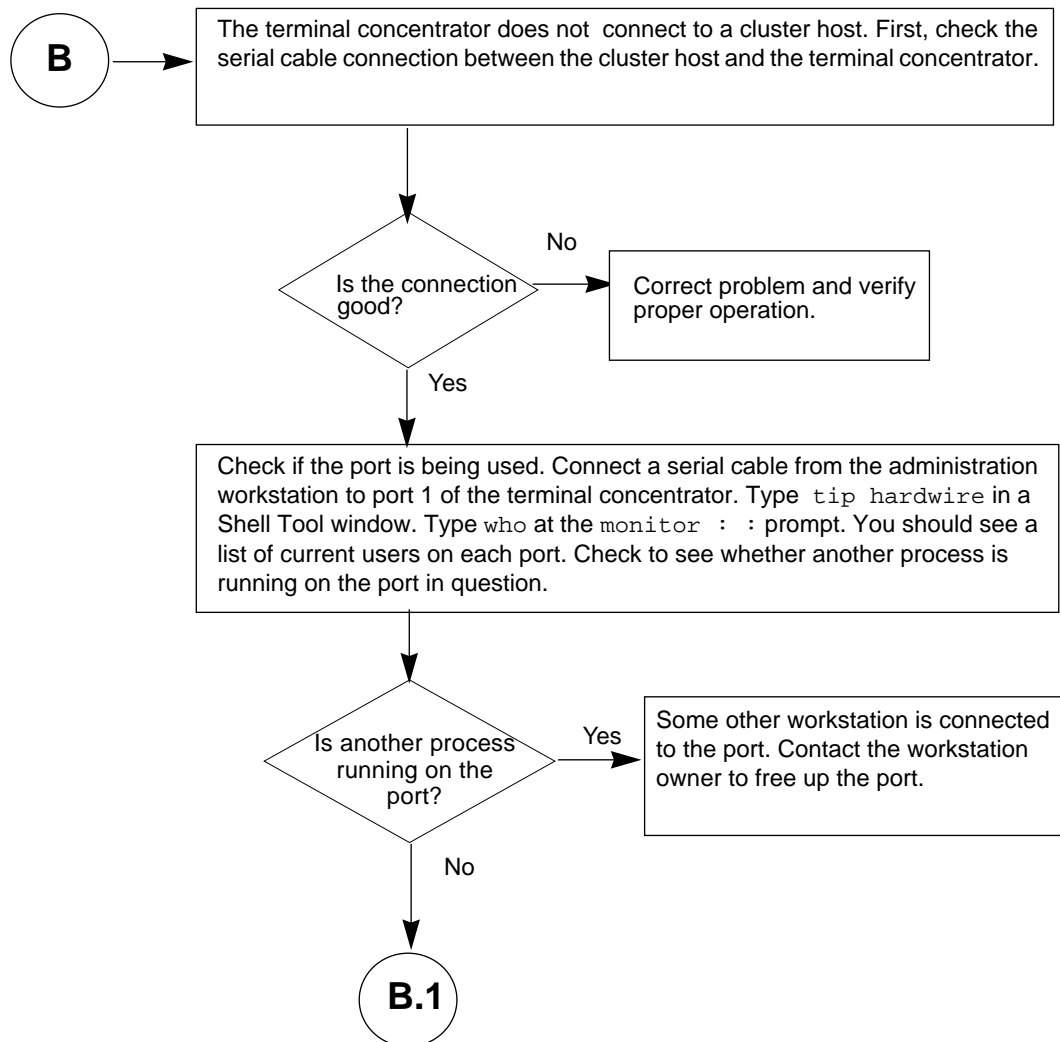 B
The terminal concentrator does not connect to a cluster host. First, check the
serial cable connection between the cluster host and the terminal concentrator.
Is the connection
good?
No
Correct problem and verify
proper operation.
Yes
Check if the port is being used. Connect a serial cable from the administration
workstation to port 1 of the terminal concentrator. Type tip hardwire in a
Shell Tool window. Type who at the monitor : : prompt. You should see a
list of current users on each port. Check to see whether another process is
running on the port in question.
Is another process
running on the
port?
Yes
Some other workstation is connected
to the port. Contact the workstation
owner to free up the port.
No
B.1